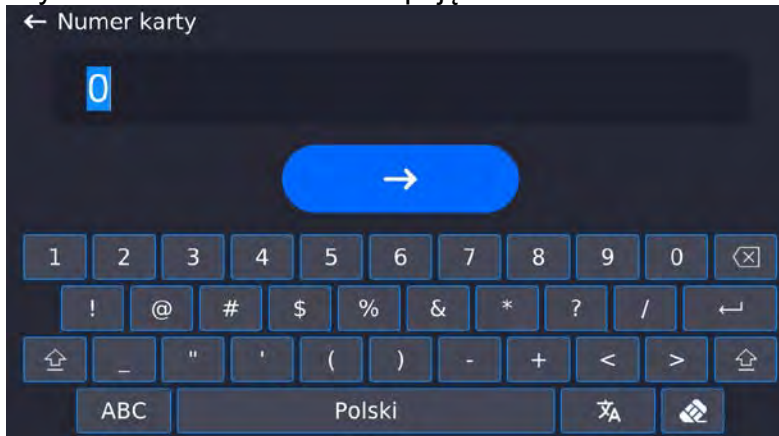 ← Numer karty
0
→
1 2 3 4 5 6 7 8 9 0
! @ # $ % & * ? /
_ " ' ( ) - + < >
ABC Polski